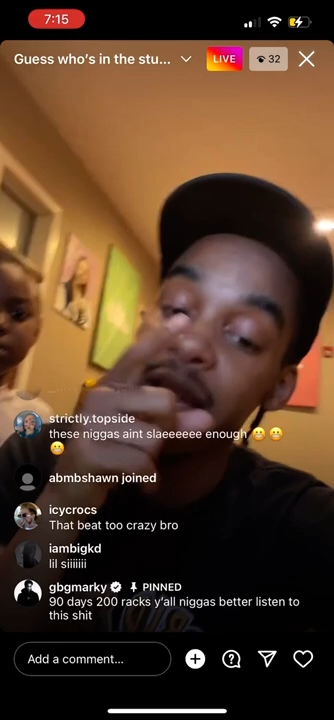 7:15
Guess who's in the stu...
LIVE
32
strictly.topside
these niggas aint slaeeeeee enough 😬 😬
😬
abmbshawn joined
icycrocs
That beat too crazy bro
iambigkd
lil siiiiiii
gbgmarky PINNED
90 days 200 racks y'all niggas better listen to
this shit
Add a comment...